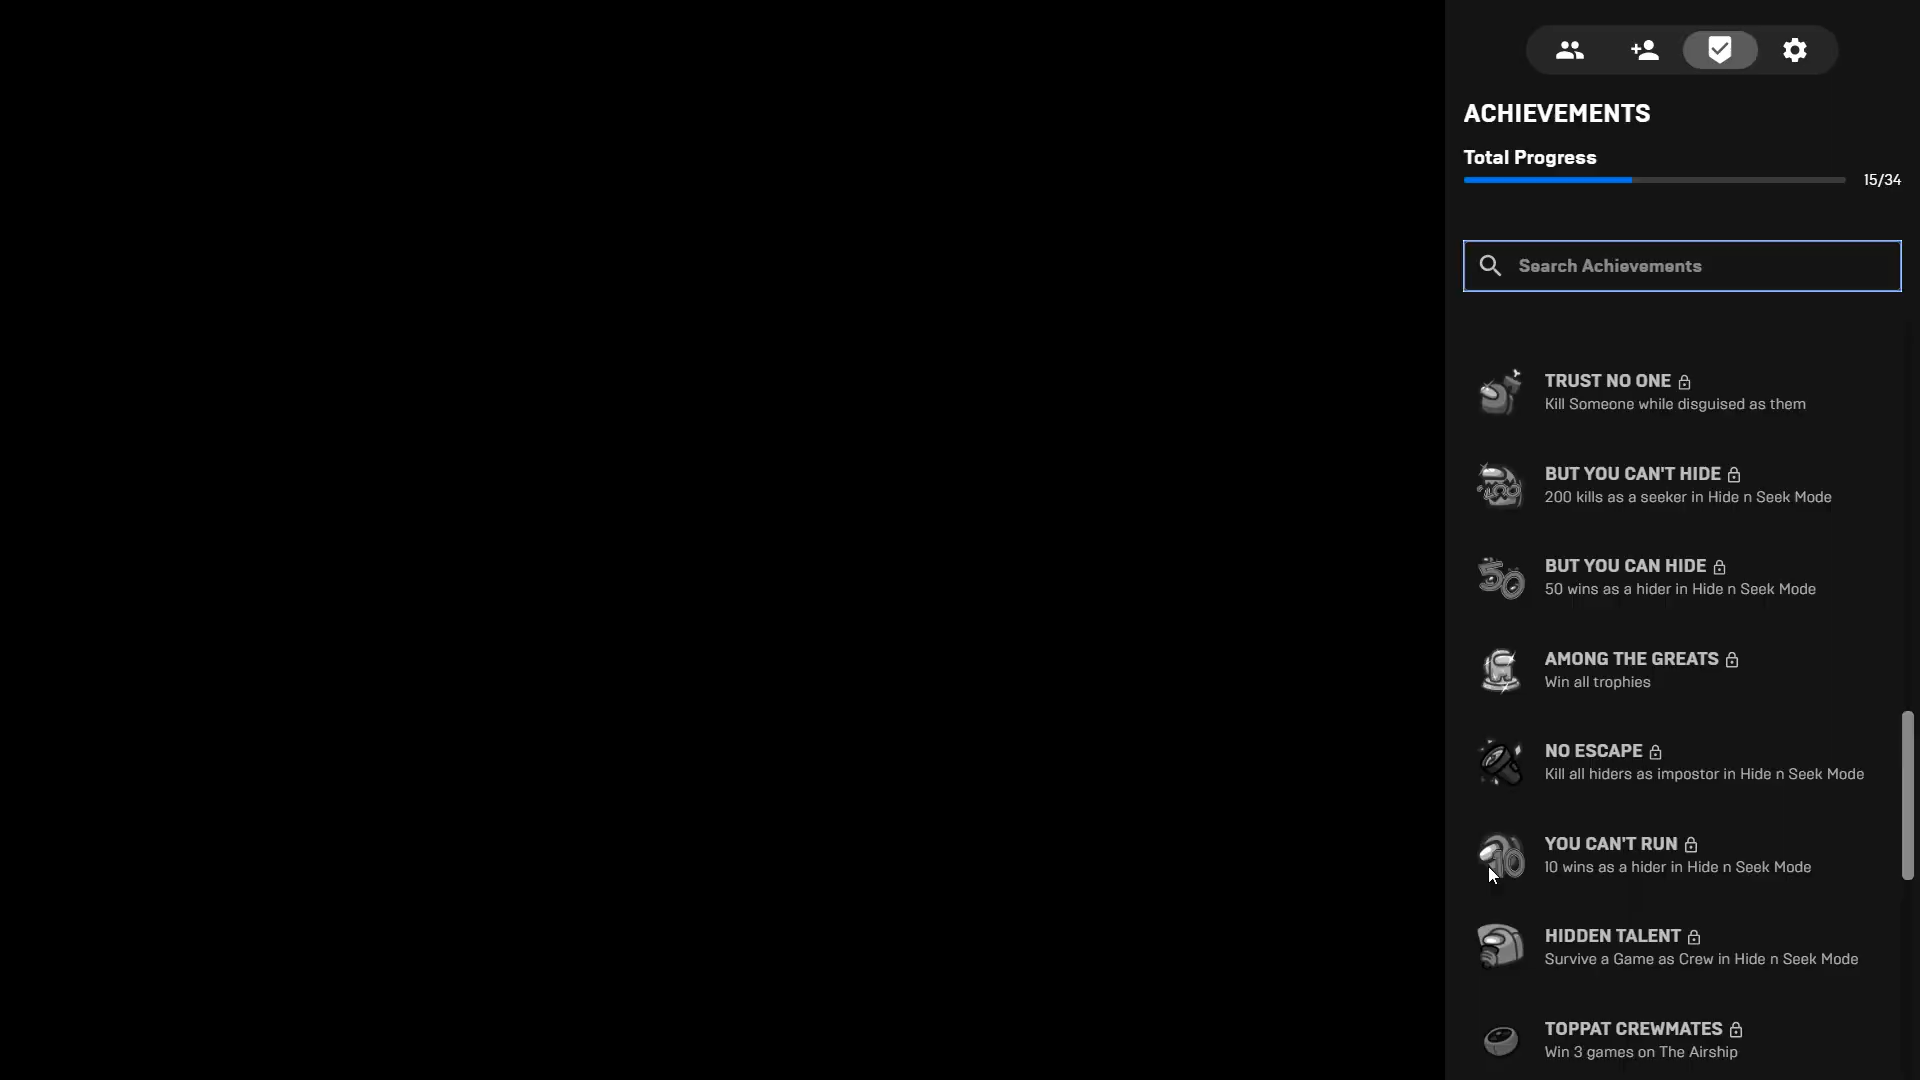 ACHIEVEMENTS
Total Progress
15/34
Search Achievements
TRUST NO ONE
Kill Someone while disguised as them
BUT YOU CAN'T HIDE
200 kills as a seeker in Hide n Seek Mode
BUT YOU CAN HIDE
50 wins as a hider in Hide n Seek Mode
50
AMONG THE GREATS
Win all trophies
NO ESCAPE
Kill all hiders as impostor in Hide n Seek Mode
YOU CAN'T RUN
10 wins as a hider in Hide n Seek Mode
10
HIDDEN TALENT
Survive a Game as Crew in Hide n Seek Mode
TOPPAT CREWMATES
Win 3 games on The Airship